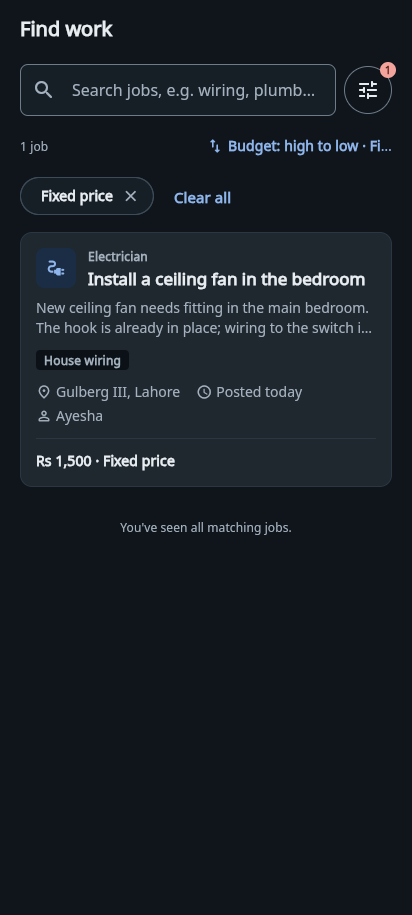 Find work
Search jobs, e.g. wiring, plumb...
1
1 job
Budget: high to low · Fi...
Fixed price
Clear all
Electrician
Install a ceiling fan in the bedroom
New ceiling fan needs fitting in the main bedroom.
The hook is already in place; wiring to the switch i...
House wiring
Gulberg III, Lahore
Posted today
Ayesha
Rs 1,500 · Fixed price
You've seen all matching jobs.